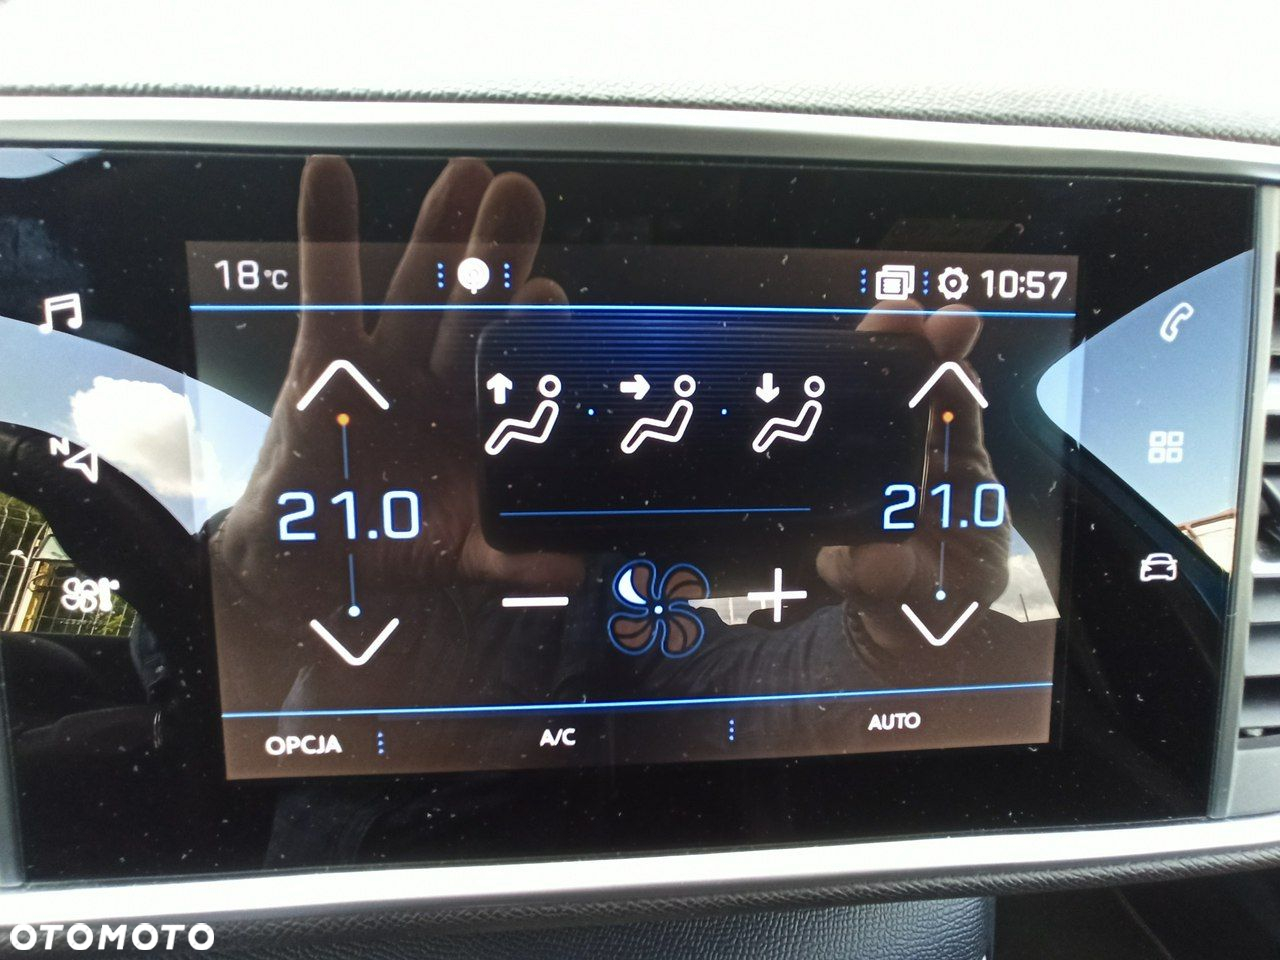 18°C 10:57
N
21.0 21.0
OPCJA A/C AUTO
OTOMOTO